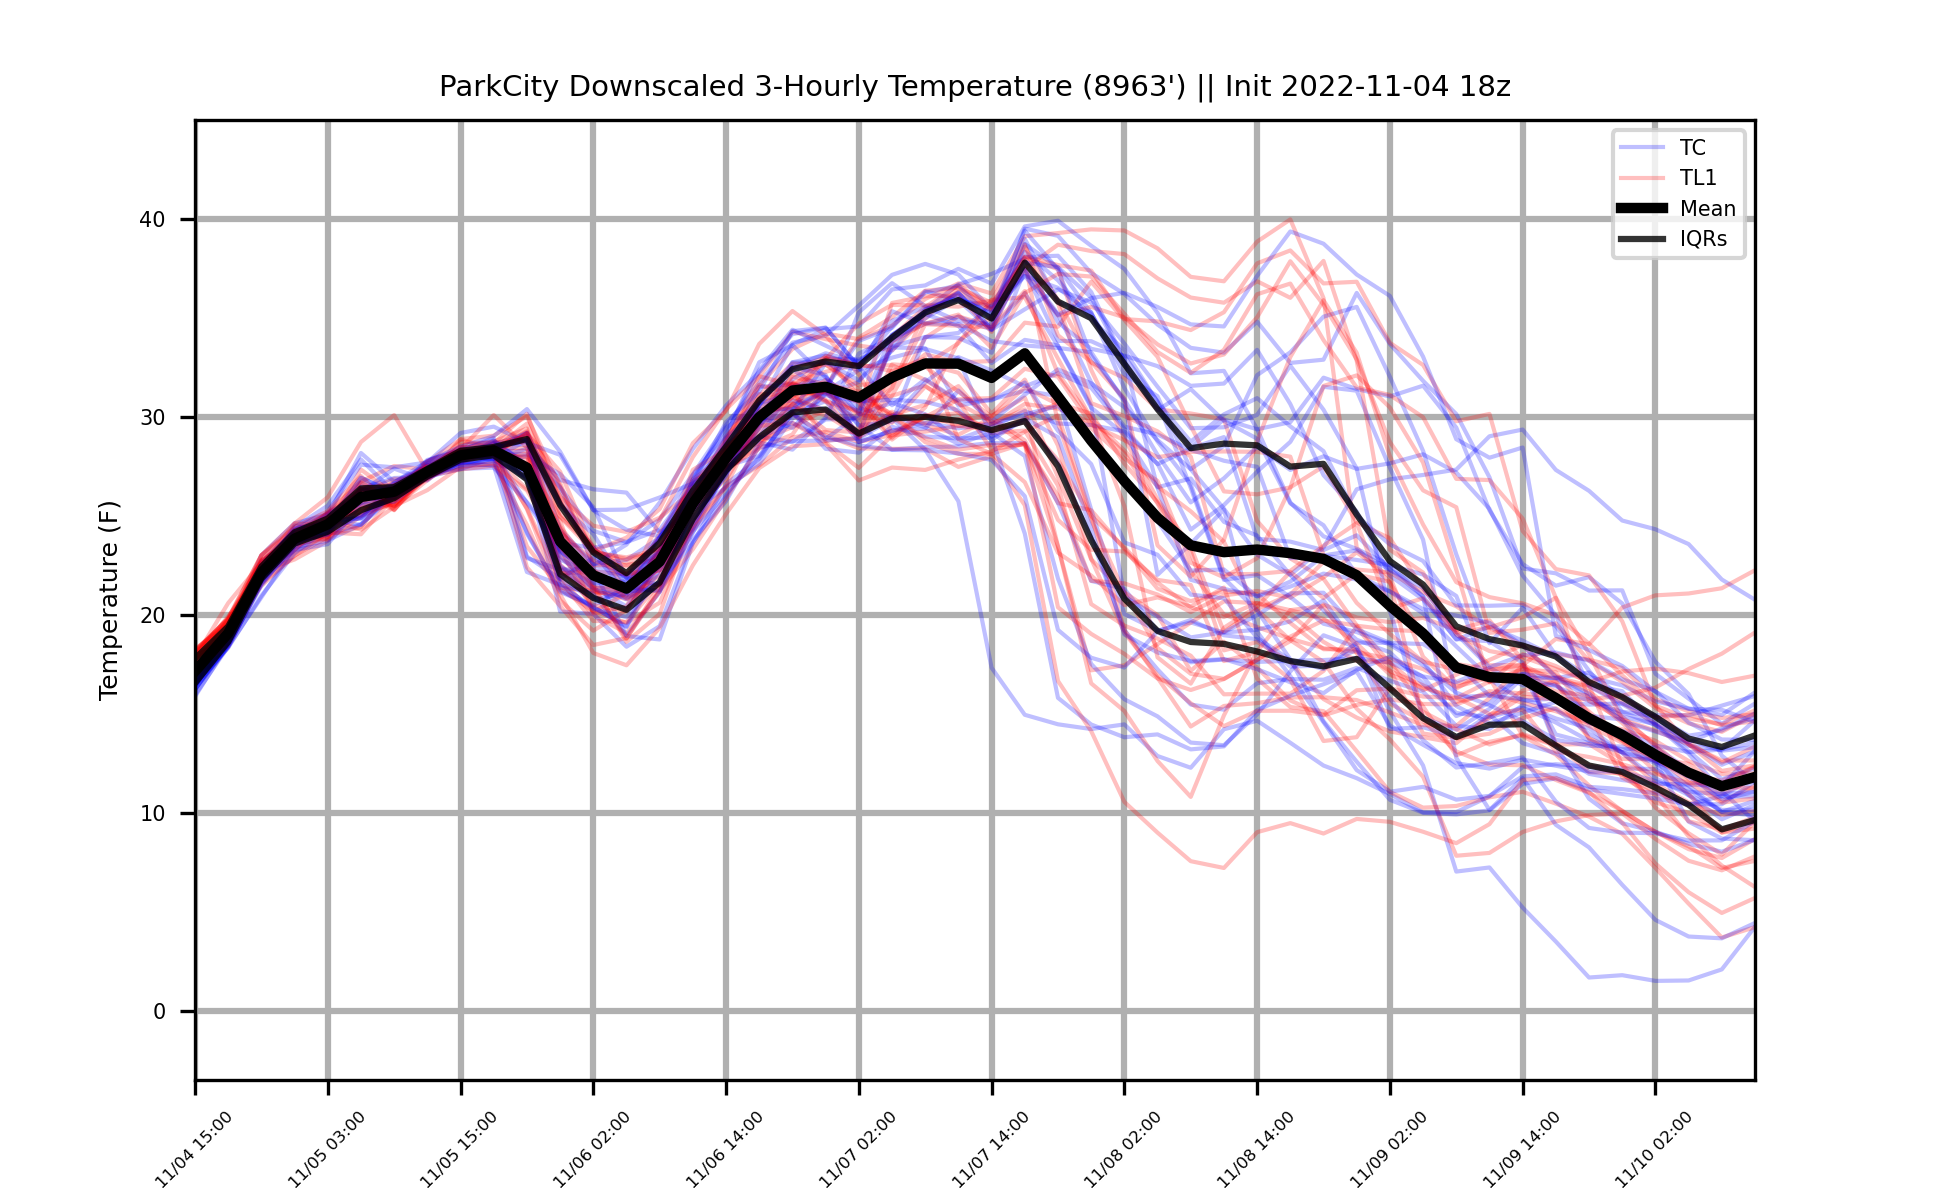 ParkCity Downscaled 3-Hourly Temperature (8963') || Init 2022-11-04 18z
TC
TL1
Mean
IQRs
Temperature (F)
40
30
20
10
0
11/04 15:00
11/05 03:00
11/05 15:00
11/06 02:00
11/06 14:00
11/07 02:00
11/07 14:00
11/08 02:00
11/08 14:00
11/09 02:00
11/09 14:00
11/10 02:00